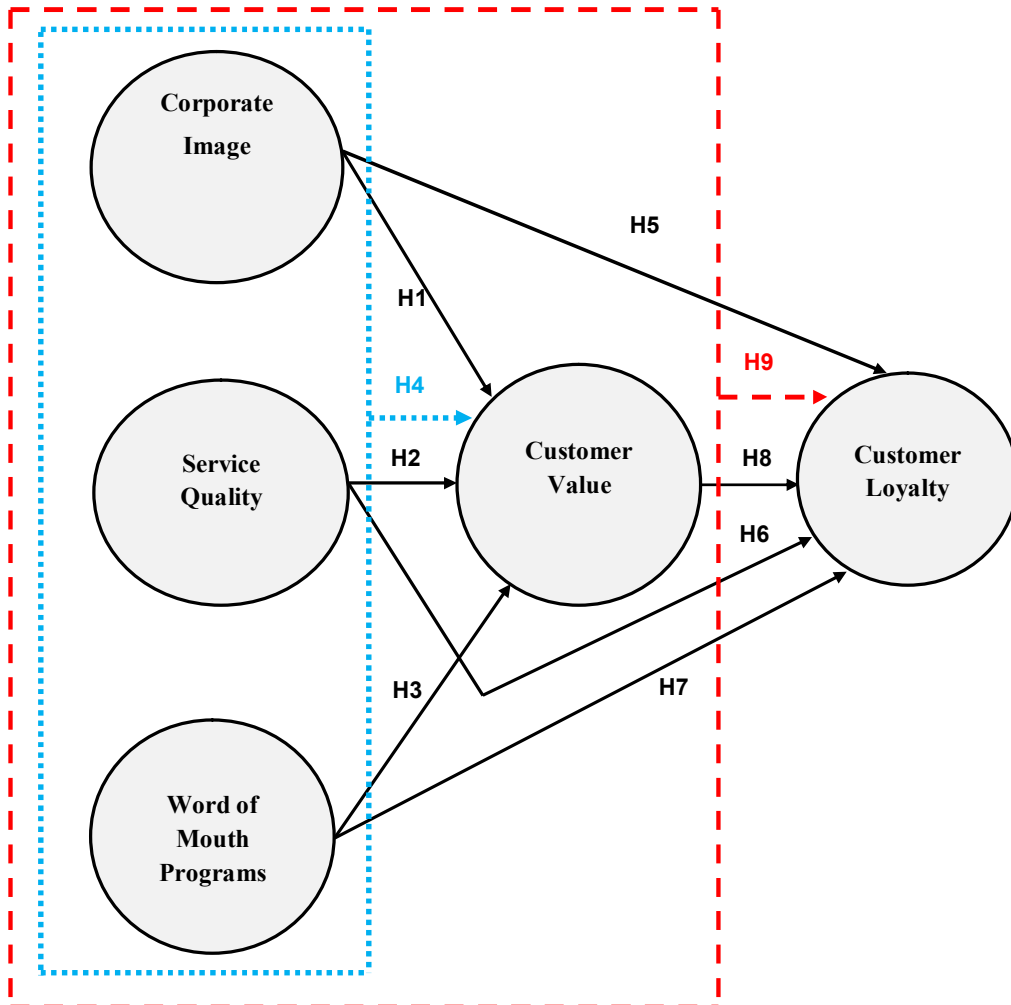 Corporate
Image
H5
H1
H9
H4
Service
Quality
H2
Customer
Value
H8
Customer
Loyalty
H6
H3
H7
Word of
Mouth
Programs